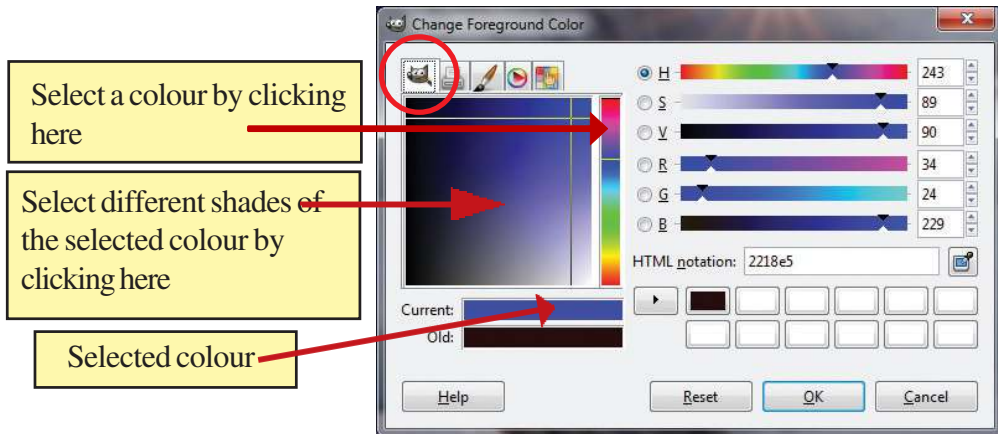 Change Foreground Color
Select a colour by clicking
here
Select different shades of
the selected colour by
clicking here
Selected colour
H 243
S 89
V 90
R 34
G 24
B 229
HTML notation: 2218e5
Current:
Old:
Help
Reset
OK
Cancel